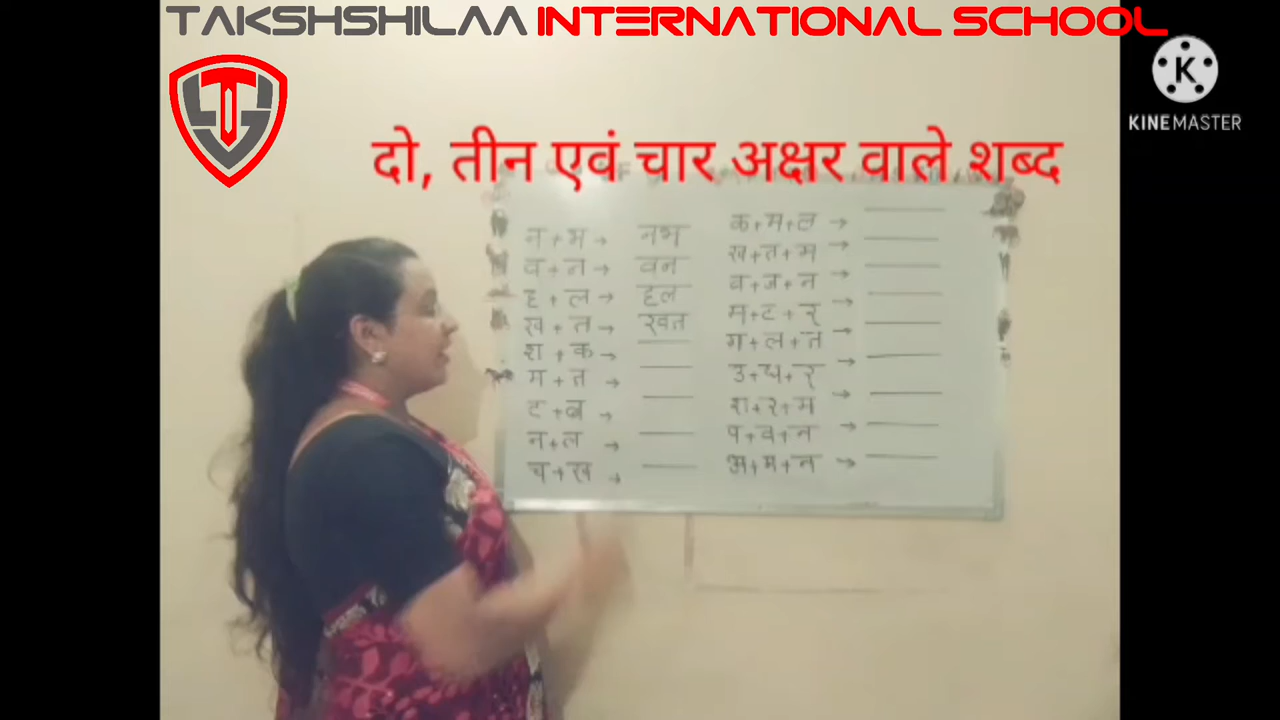 TAKSHSHILAA INTERNATIONAL SCHOOL
KINEMASTER
दो, तीन एवं चार अक्षर वाले शब्द
न+भ→ नभ
व+न→ वन
ह+ल→ हल
ख+त→ खत
श+क→
म+त→
ट+ब→
न+ल→
च+ख→
क+म+ल→
ख+त+म→
व+ज+न→
म+ट+र→
ग+ल+त→
उ+ध+र→
श+र+म→
प+व+न→
अ+म+न→